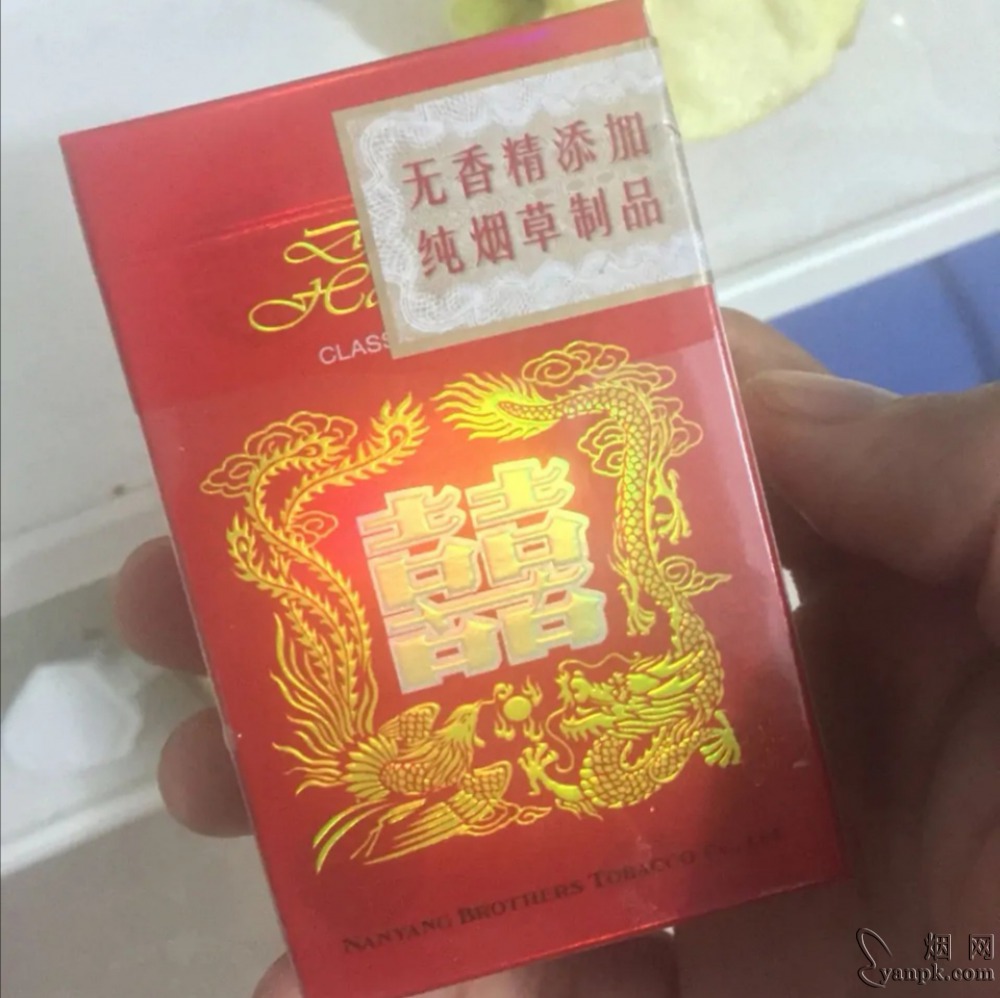 无香精添加
纯烟草制品
CLASS
囍
NANYANG BROTHERS TOBACCO CO., LTD
烟网
yanpk.com